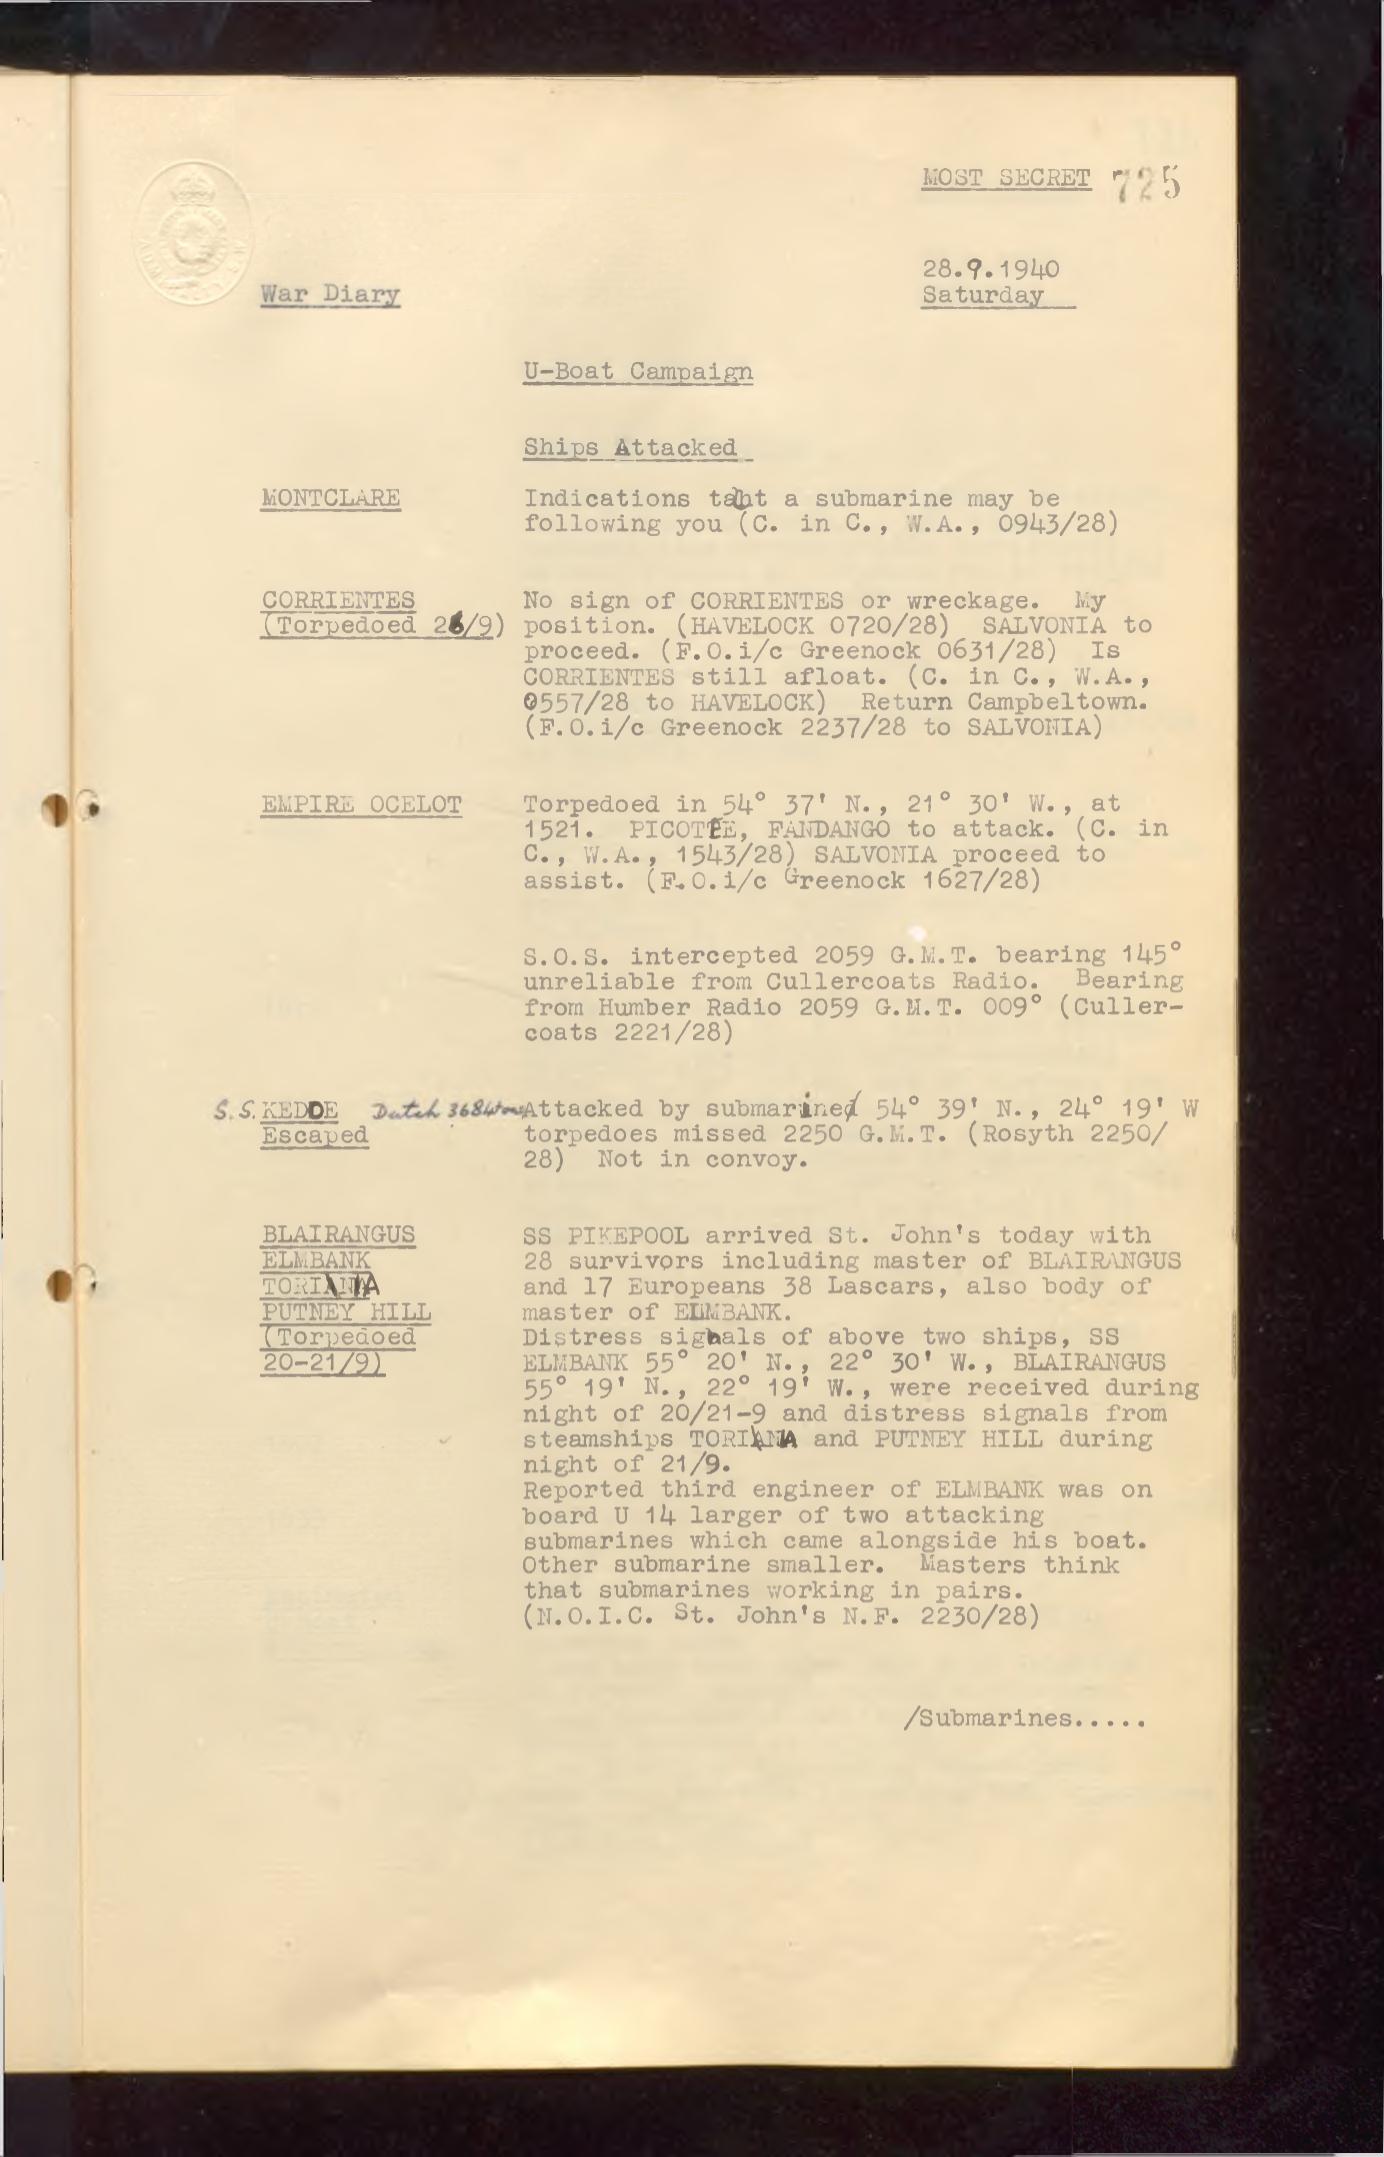 MOST SECRET 725
28.9.1940
War Diary Saturday
U-Boat Campaign
Ships Attacked
MONTCLARE Indications taht a submarine may be
following you (C. in C., W.A., 0943/28)
CORRIENTES No sign of CORRIENTES or wreckage. My
(Torpedoed 26/9) position. (HAVELOCK 0720/28) SALVONIA to
proceed. (F.O.i/c Greenock 0631/28) Is
CORRIENTES still afloat. (C. in C., W.A.,
0557/28 to HAVELOCK) Return Campbeltown.
(F.O.i/c Greenock 2237/28 to SALVONIA)
EMPIRE OCELOT Torpedoed in 54° 37' N., 21° 30' W., at
1521. PICOTEE, FANDANGO to attack. (C. in
C., W.A., 1543/28) SALVONIA proceed to
assist. (F.O.i/c Greenock 1627/28)
S.O.S. intercepted 2059 G.M.T. bearing 145°
unreliable from Cullercoats Radio. Bearing
from Humber Radio 2059 G.M.T. 009° (Culler-
coats 2221/28)
S.S. KEDOE Dutch 3684 tons Attacked by submarine 54° 39' N., 24° 19' W
Escaped torpedoes missed 2250 G.M.T. (Rosyth 2250/
28) Not in convoy.
BLAIRANGUS SS PIKEPOOL arrived St. John's today with
ELMBANK 28 survivors including master of BLAIRANGUS
and 17 Europeans 38 Lascars, also body of
PUTNEY HILL master of ELMBANK.
(Torpedoed Distress signals of above two ships, SS
20-21/9) ELMBANK 55° 20' N., 22° 30' W., BLAIRANGUS
55° 19' N., 22° 19' W., were received during
night of 20/21-9 and distress signals from
steamships and PUTNEY HILL during
night of 21/9.
Reported third engineer of ELMBANK was on
board U 14 larger of two attacking
submarines which came alongside his boat.
Other submarine smaller. Masters think
that submarines working in pairs.
(N.O.I.C. St. John's N.F. 2230/28)
/Submarines.....